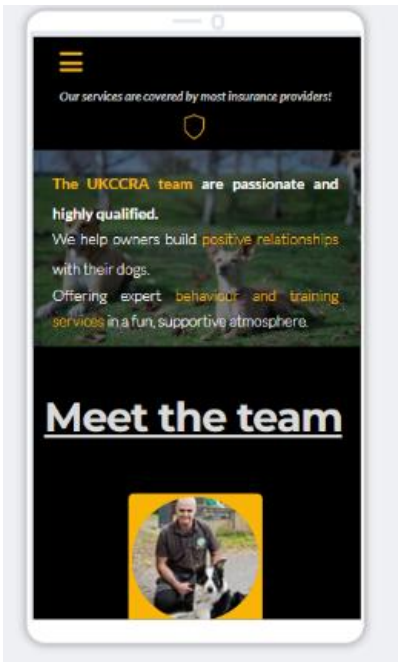 Our services are covered by most insurance providers!
The UKCCRA team are passionate and
highly qualified.
We help owners build positive relationships
with their dogs.
Offering expert behaviour and training
services in a fun, supportive atmosphere.
Meet the team